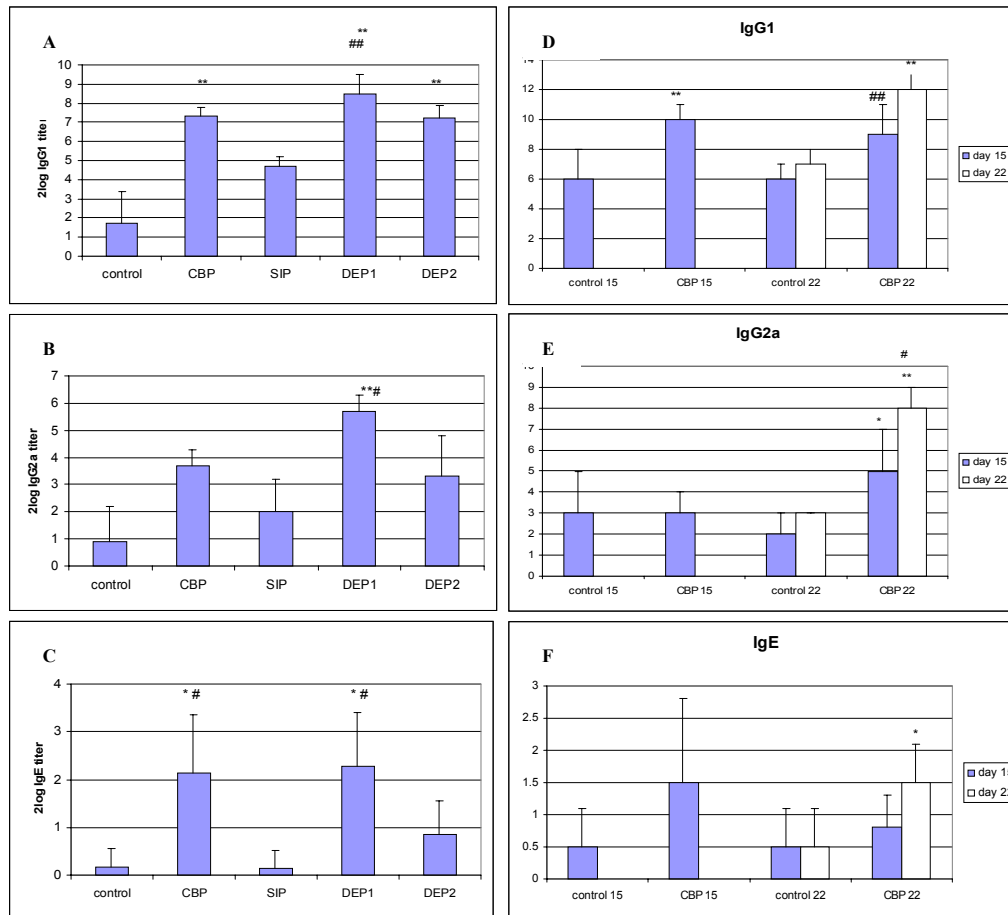 A
**
##
**
**
10
9
8
7
6
5
4
3
2
1
0
2log IgG1 titer
control CBP SIP DEP1 DEP2
D
IgG1
**
**
##
14
12
10
8
6
4
2
0
control 15 CBP 15 control 22 CBP 22
day 15
day 22
B
**#
7
6
5
4
3
2
1
0
2log IgG2a titer
control CBP SIP DEP1 DEP2
E
IgG2a
#
**
*
10
9
8
7
6
5
4
3
2
1
0
control 15 CBP 15 control 22 CBP 22
day 15
day 22
C
* #
* #
4
3
2
1
0
2log IgE titer
control CBP SIP DEP1 DEP2
F
IgE
*
3
2.5
2
1.5
1
0.5
0
control 15 CBP 15 control 22 CBP 22
day 15
day 22